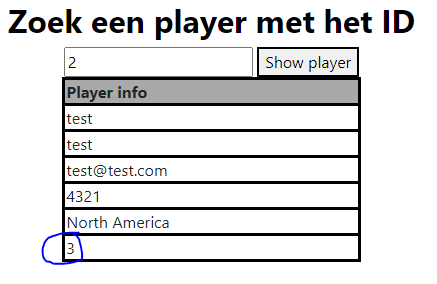 Zoek een player met het ID
2 Show player
Player info
test
test
test@test.com
4321
North America
3